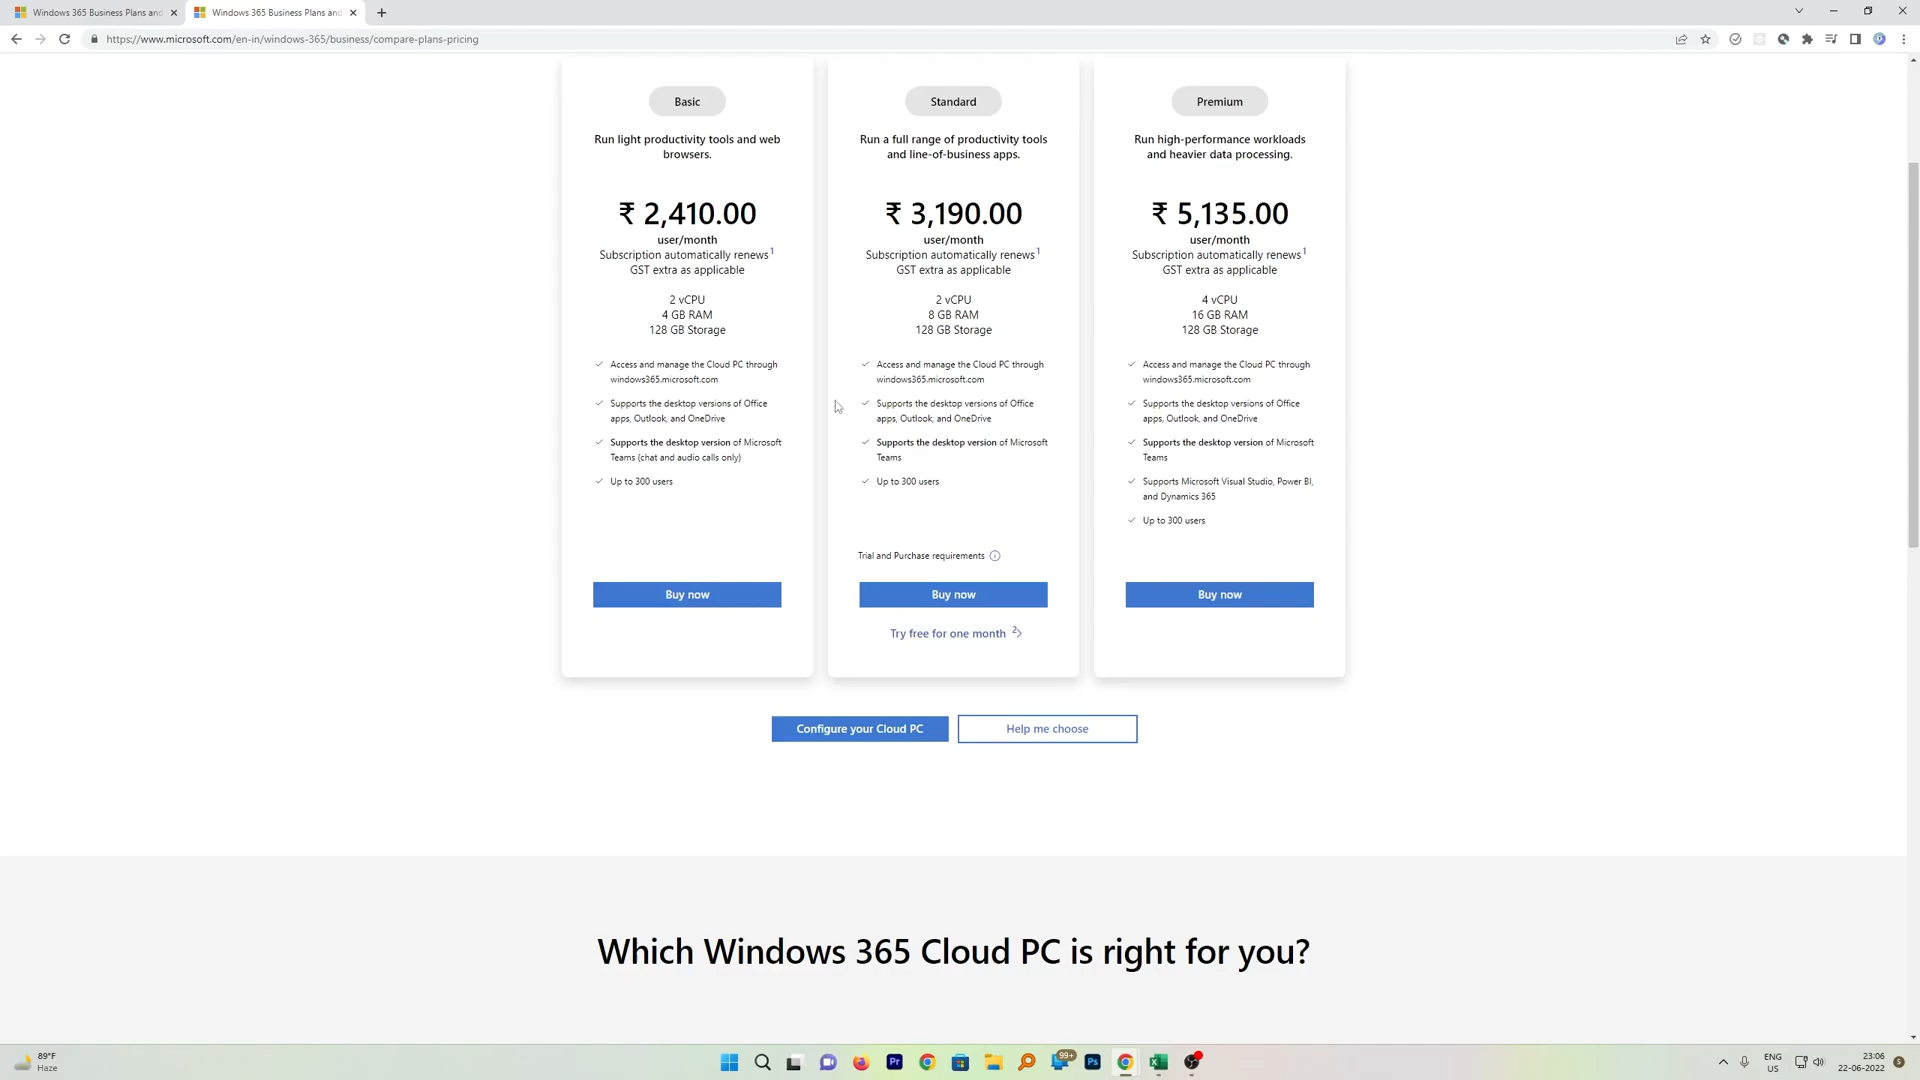 Windows 365 Business Plans and
Windows 365 Business Plans and
https://www.microsoft.com/en-in/windows-365/business/compare-plans-pricing
Basic
Run light productivity tools and web
browsers.
₹ 2,410.00
user/month
Subscription automatically renews1
GST extra as applicable
2 vCPU
4 GB RAM
128 GB Storage
Access and manage the Cloud PC through
windows365.microsoft.com
Supports the desktop versions of Office
apps, Outlook, and OneDrive
Supports the desktop version of Microsoft
Teams (chat and audio calls only)
Up to 300 users
Buy now
Standard
Run a full range of productivity tools
and line-of-business apps.
₹ 3,190.00
user/month
Subscription automatically renews1
GST extra as applicable
2 vCPU
8 GB RAM
128 GB Storage
Access and manage the Cloud PC through
windows365.microsoft.com
Supports the desktop versions of Office
apps, Outlook, and OneDrive
Supports the desktop version of Microsoft
Teams
Up to 300 users
Trial and Purchase requirements
Buy now
Try free for one month 2
Premium
Run high-performance workloads
and heavier data processing.
₹ 5,135.00
user/month
Subscription automatically renews1
GST extra as applicable
4 vCPU
16 GB RAM
128 GB Storage
Access and manage the Cloud PC through
windows365.microsoft.com
Supports the desktop versions of Office
apps, Outlook, and OneDrive
Supports the desktop version of Microsoft
Teams
Supports Microsoft Visual Studio, Power BI,
and Dynamics 365
Up to 300 users
Buy now
Configure your Cloud PC
Help me choose
Which Windows 365 Cloud PC is right for you?
89°F
Haze
Pr
99+
Ps
ENG
US
23:06
22-06-2022
5